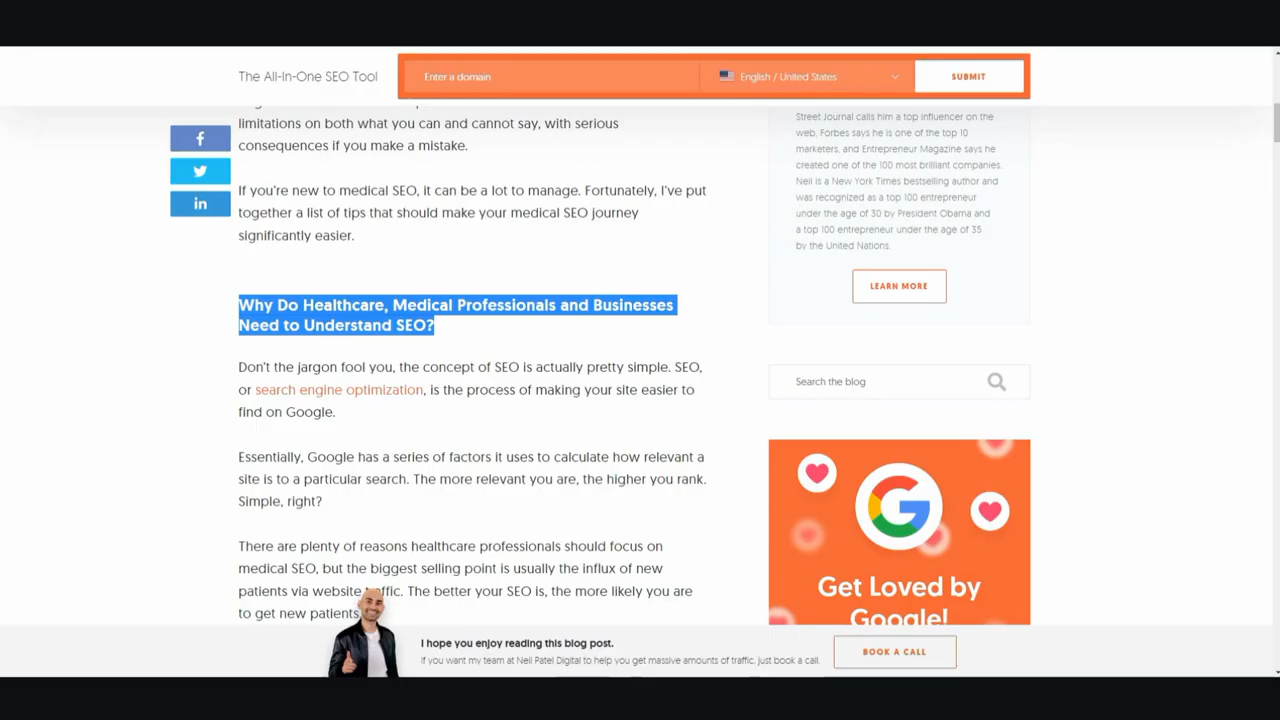 The All-In-One SEO Tool
Enter a domain
English / United States
SUBMIT
limitations on both what you can and cannot say, with serious
consequences if you make a mistake.
If you're new to medical SEO, it can be a lot to manage. Fortunately, I've put
together a list of tips that should make your medical SEO journey
significantly easier.
Why Do Healthcare, Medical Professionals and Businesses
Need to Understand SEO?
Don't the jargon fool you, the concept of SEO is actually pretty simple. SEO,
or search engine optimization, is the process of making your site easier to
find on Google.
Essentially, Google has a series of factors it uses to calculate how relevant a
site is to a particular search. The more relevant you are, the higher you rank.
Simple, right?
There are plenty of reasons healthcare professionals should focus on
medical SEO, but the biggest selling point is usually the influx of new
patients via website traffic. The better your SEO is, the more likely you are
to get new patients
Street Journal calls him a top influencer on the
web, Forbes says he is one of the top 10
marketers, and Entrepreneur Magazine says he
created one of the 100 most brilliant companies.
Neil is a New York Times bestselling author and
was recognized as a top 100 entrepreneur
under the age of 30 by President Obama and
a top 100 entrepreneur under the age of 35
by the United Nations.
LEARN MORE
Search the blog
Get Loved by
Google!
I hope you enjoy reading this blog post.
If you want my team at Neil Patel Digital to help you get massive amounts of traffic, just book a call.
BOOK A CALL